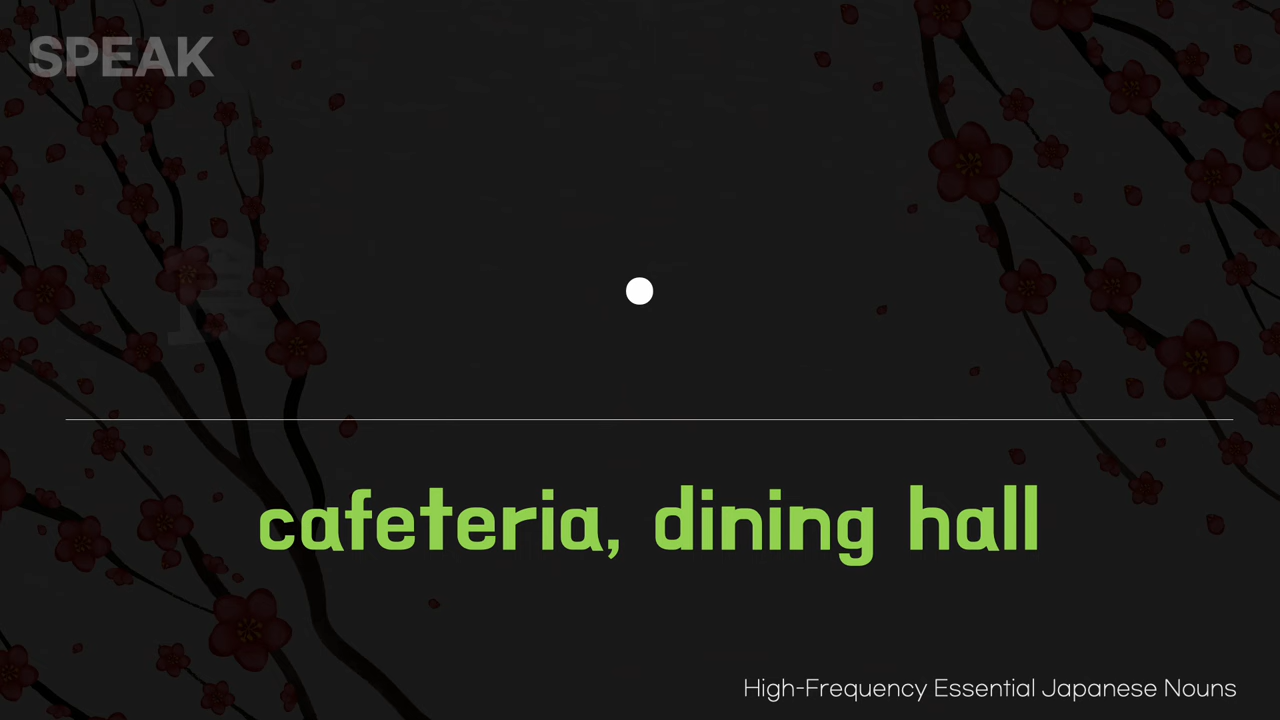 SPEAK
cafeteria, dining hall
High-Frequency Essential Japanese Nouns